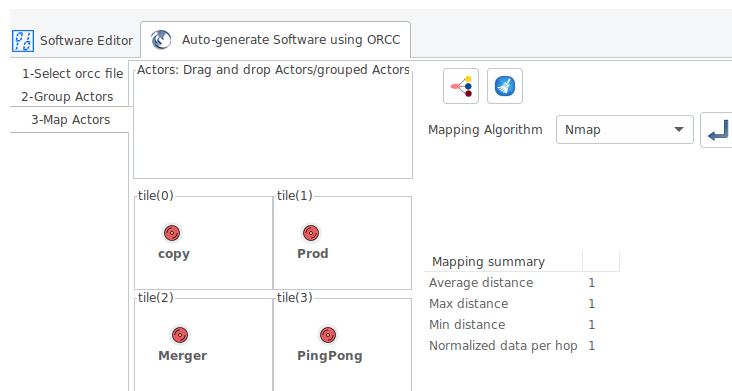 Software Editor
Auto-generate Software using ORCC
1-Select orcc file
2-Group Actors
3-Map Actors
Actors: Drag and drop Actors/grouped Actors
Mapping Algorithm
Nmap
tile(0)
tile(1)
copy
Prod
tile(2)
tile(3)
Merger
PingPong
Mapping summary
Average distance 1
Max distance 1
Min distance 1
Normalized data per hop 1